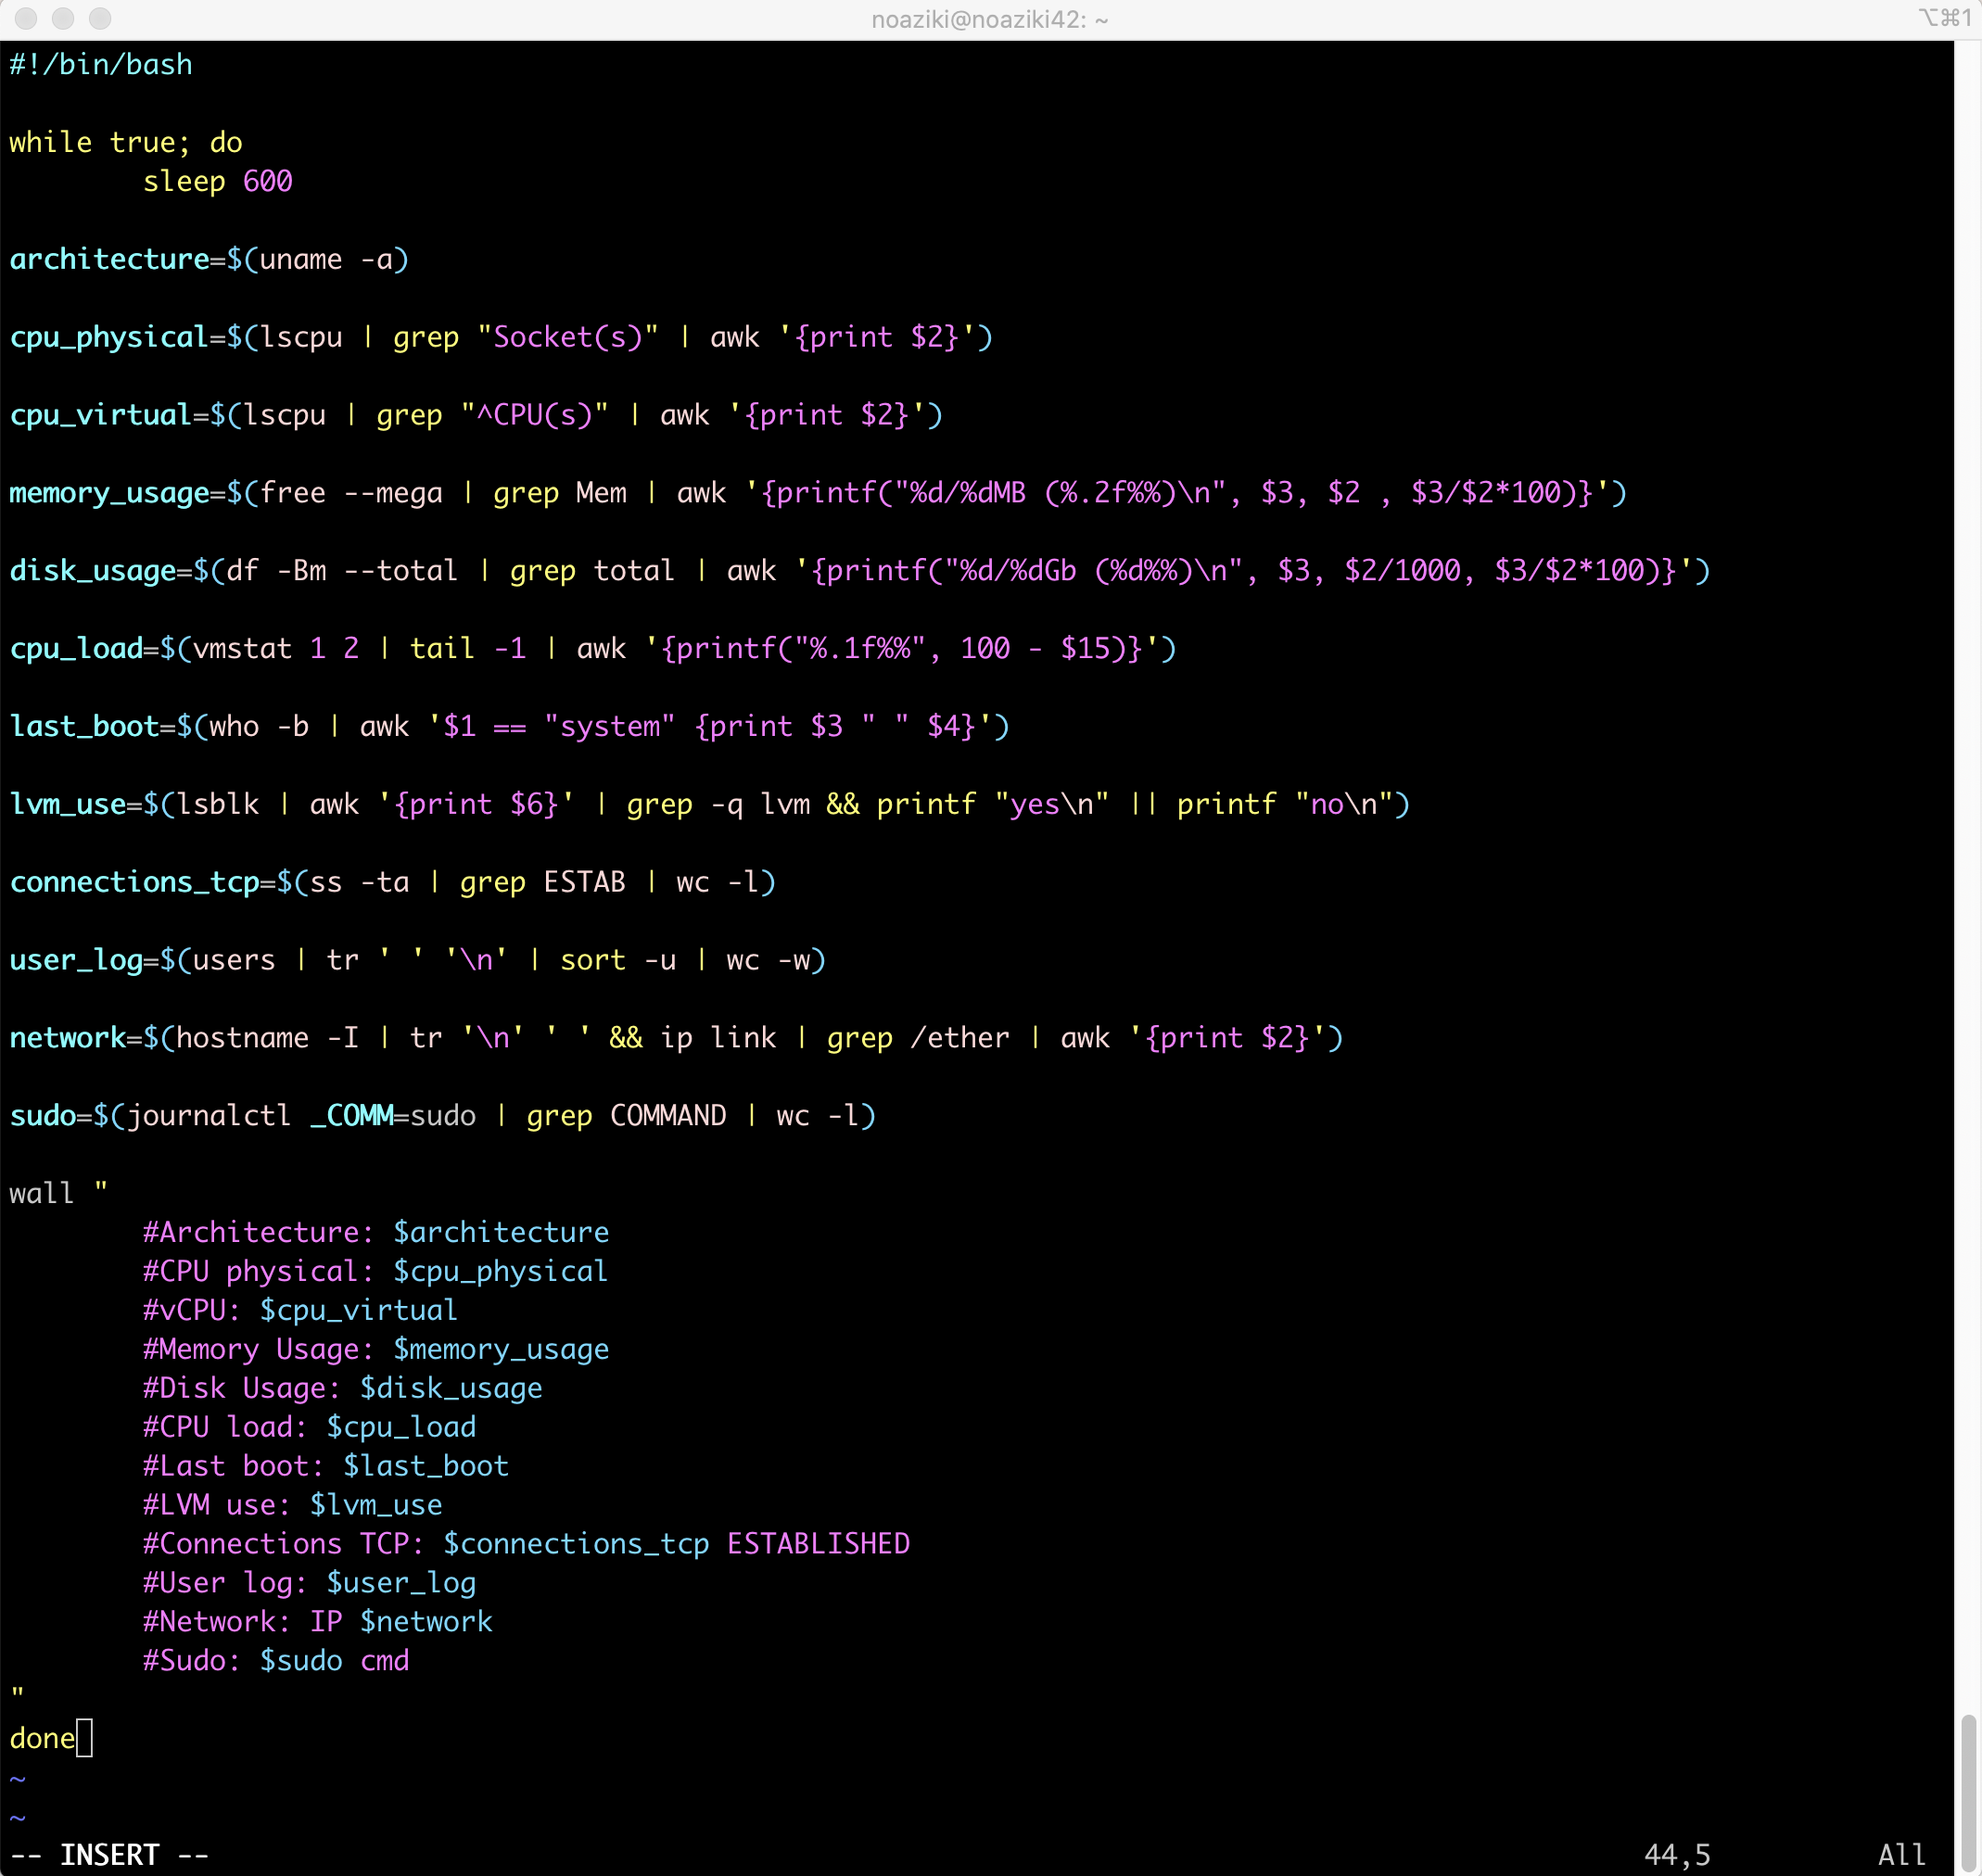 noaziki@noaziki42: ~ ⌥⌘1
#!/bin/bash

while true; do
        sleep 600

architecture=$(uname -a)

cpu_physical=$(lscpu | grep "Socket(s)" | awk '{print $2}')

cpu_virtual=$(lscpu | grep "^CPU(s)" | awk '{print $2}')

memory_usage=$(free --mega | grep Mem | awk '{printf("%d/%dMB (%.2f%%)\n", $3, $2 , $3/$2*100)}')

disk_usage=$(df -Bm --total | grep total | awk '{printf("%d/%dGb (%d%%)\n", $3, $2/1000, $3/$2*100)}')

cpu_load=$(vmstat 1 2 | tail -1 | awk '{printf("%.1f%%", 100 - $15)}')

last_boot=$(who -b | awk '$1 == "system" {print $3 " " $4}')

lvm_use=$(lsblk | awk '{print $6}' | grep -q lvm && printf "yes\n" || printf "no\n")

connections_tcp=$(ss -ta | grep ESTAB | wc -l)

user_log=$(users | tr ' ' '\n' | sort -u | wc -w)

network=$(hostname -I | tr '\n' ' ' && ip link | grep /ether | awk '{print $2}')

sudo=$(journalctl _COMM=sudo | grep COMMAND | wc -l)

wall "
        #Architecture: $architecture
        #CPU physical: $cpu_physical
        #vCPU: $cpu_virtual
        #Memory Usage: $memory_usage
        #Disk Usage: $disk_usage
        #CPU load: $cpu_load
        #Last boot: $last_boot
        #LVM use: $lvm_use
        #Connections TCP: $connections_tcp ESTABLISHED
        #User log: $user_log
        #Network: IP $network
        #Sudo: $sudo cmd
"
done
~
~
-- INSERT -- 44,5 All